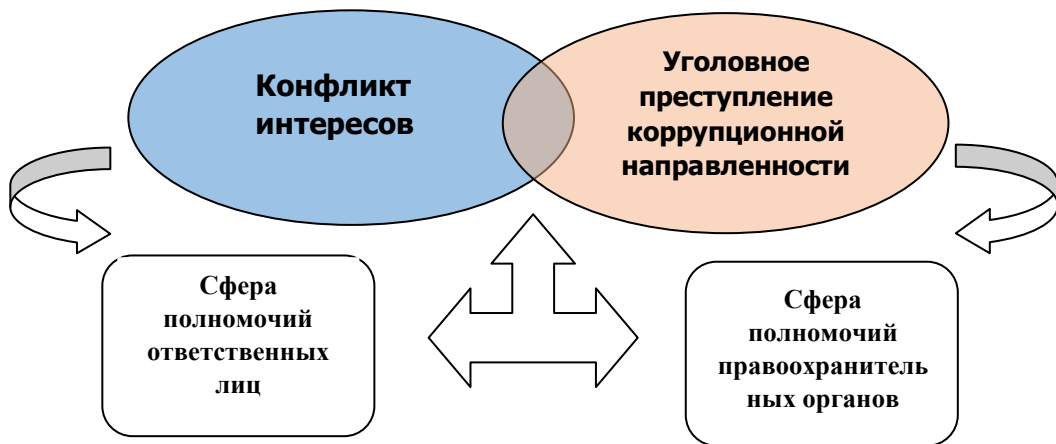 Конфликт
интересов
Уголовное
преступление
коррупционной
направленности
Сфера
полномочий
ответственных
лиц
Сфера
полномочий
правоохранитель
ных органов